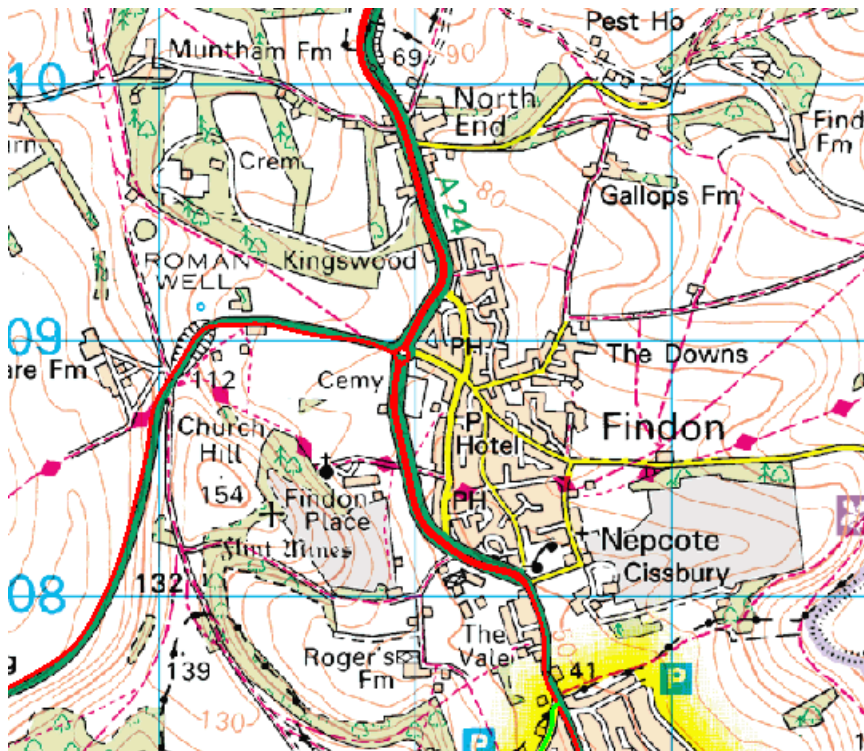 Pest Ho
Muntham Fm
69
90
10
North
End
Find
Fm
Crem
80
A 24
Gallops Fm
ROMAN
WELL
Kingswood
09
PH
The Downs
are Fm
112
Cemy
Church
Hill
P
Hotel
Findon
154
Findon
Place
PH
Flint Mines
Nepcote
Cissbury
08
132
The
Vale
Roger's
Fm
139
41
P
130
P